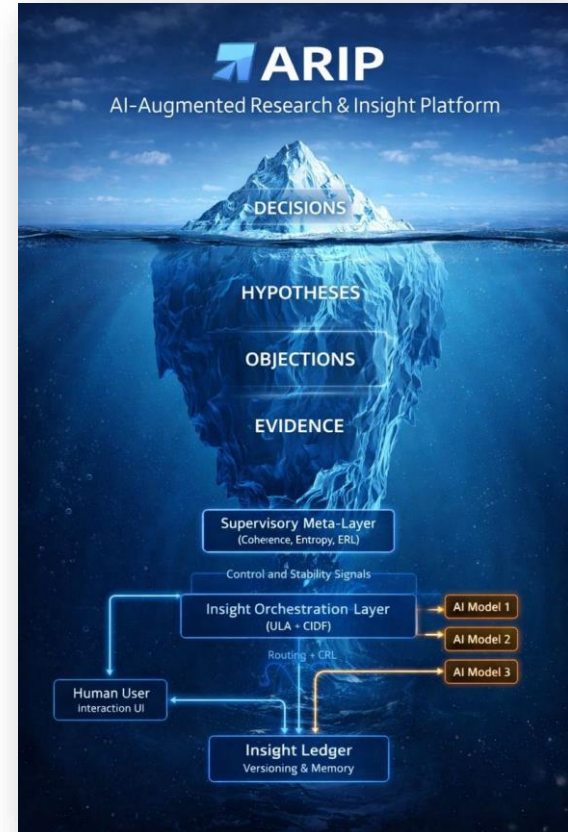 ARIP
AI-Augmented Research & Insight Platform
DECISIONS
HYPOTHESES
OBJECTIONS
EVIDENCE
Supervisory Meta-Layer
(Coherence, Entropy, ERL)
Control and Stability Signals
Insight Orchestration Layer
(ULA + CIDF)
AI Model 1
AI Model 2
Routing + CRL
AI Model 3
Human User
interaction UI
Insight Ledger
Versioning & Memory